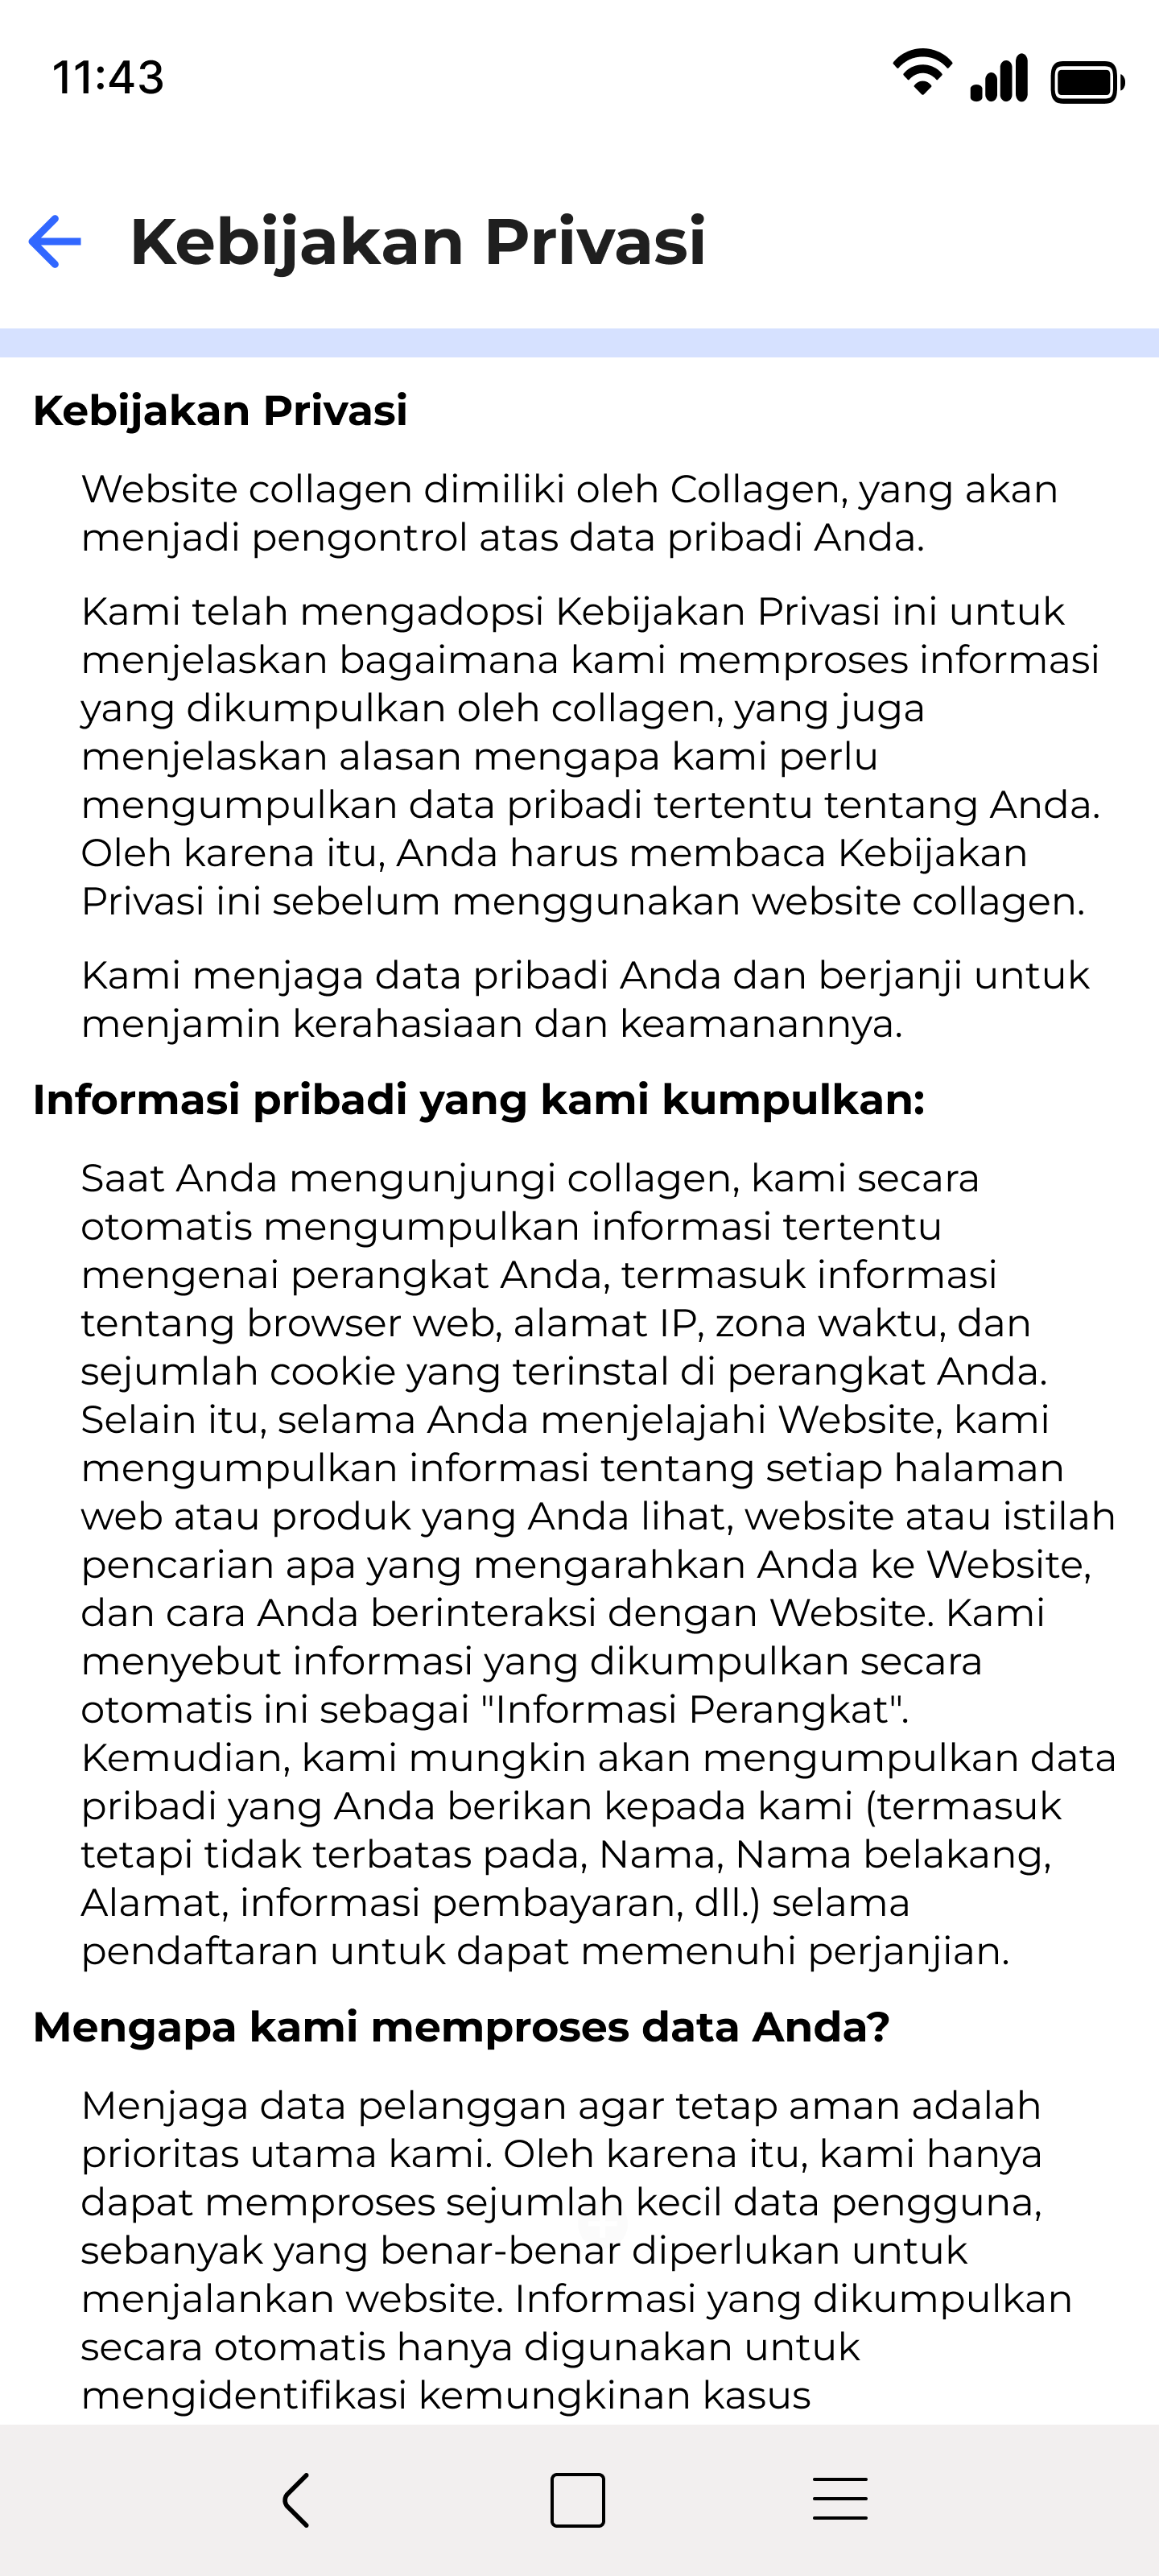 11:43
Kebijakan Privasi
Kebijakan Privasi
Website collagen dimiliki oleh Collagen, yang akan
menjadi pengontrol atas data pribadi Anda.
Kami telah mengadopsi Kebijakan Privasi ini untuk
menjelaskan bagaimana kami memproses informasi
yang dikumpulkan oleh collagen, yang juga
menjelaskan alasan mengapa kami perlu
mengumpulkan data pribadi tertentu tentang Anda.
Oleh karena itu, Anda harus membaca Kebijakan
Privasi ini sebelum menggunakan website collagen.
Kami menjaga data pribadi Anda dan berjanji untuk
menjamin kerahasiaan dan keamanannya.
Informasi pribadi yang kami kumpulkan:
Saat Anda mengunjungi collagen, kami secara
otomatis mengumpulkan informasi tertentu
mengenai perangkat Anda, termasuk informasi
tentang browser web, alamat IP, zona waktu, dan
sejumlah cookie yang terinstal di perangkat Anda.
Selain itu, selama Anda menjelajahi Website, kami
mengumpulkan informasi tentang setiap halaman
web atau produk yang Anda lihat, website atau istilah
pencarian apa yang mengarahkan Anda ke Website,
dan cara Anda berinteraksi dengan Website. Kami
menyebut informasi yang dikumpulkan secara
otomatis ini sebagai "Informasi Perangkat".
Kemudian, kami mungkin akan mengumpulkan data
pribadi yang Anda berikan kepada kami (termasuk
tetapi tidak terbatas pada, Nama, Nama belakang,
Alamat, informasi pembayaran, dll.) selama
pendaftaran untuk dapat memenuhi perjanjian.
Mengapa kami memproses data Anda?
Menjaga data pelanggan agar tetap aman adalah
prioritas utama kami. Oleh karena itu, kami hanya
dapat memproses sejumlah kecil data pengguna,
sebanyak yang benar-benar diperlukan untuk
menjalankan website. Informasi yang dikumpulkan
secara otomatis hanya digunakan untuk
mengidentifikasi kemungkinan kasus